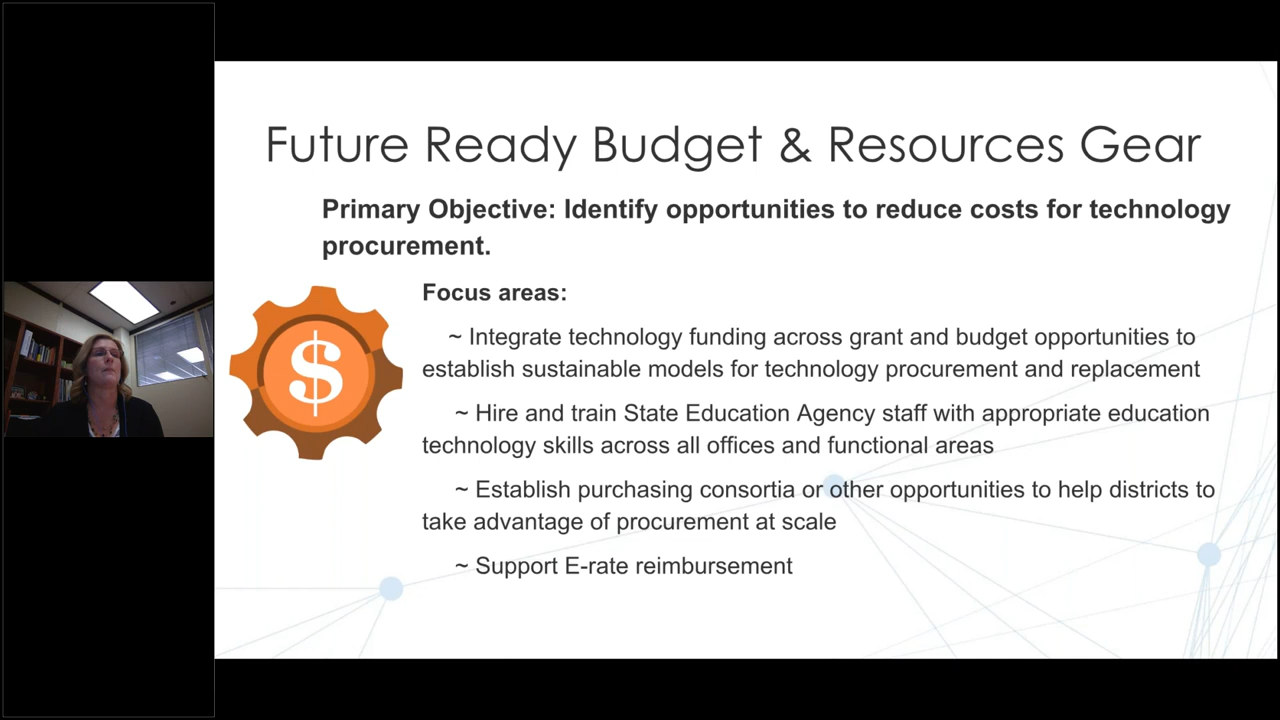 Future Ready Budget & Resources Gear
Primary Objective: Identify opportunities to reduce costs for technology
procurement.
Focus areas:
~ Integrate technology funding across grant and budget opportunities to
establish sustainable models for technology procurement and replacement
~ Hire and train State Education Agency staff with appropriate education
technology skills across all offices and functional areas
~ Establish purchasing consortia or other opportunities to help districts to
take advantage of procurement at scale
~ Support E-rate reimbursement
$